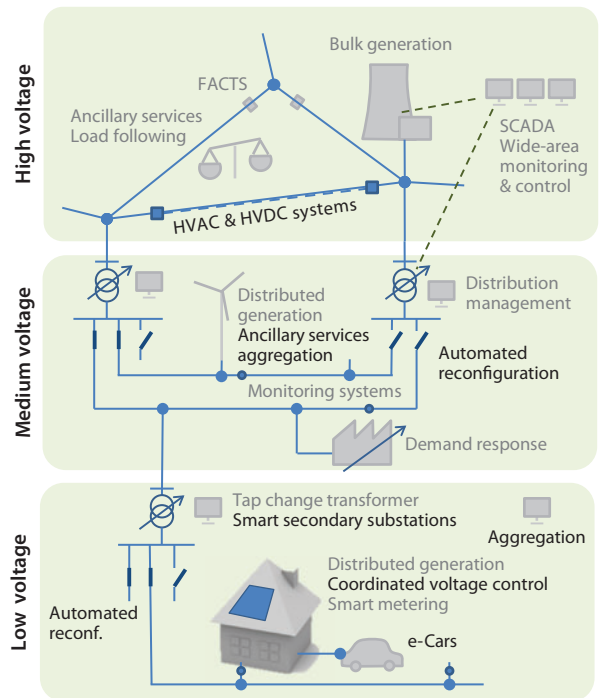 High voltage
Bulk generation
FACTS
Ancillary services
Load following
SCADA
Wide-area
monitoring
& control
HVAC & HVDC systems
Medium voltage
Distributed
generation
Ancillary services
aggregation
Distribution
management
Automated
reconfiguration
Monitoring systems
Demand response
Low voltage
Tap change transformer
Smart secondary substations
Aggregation
Distributed generation
Coordinated voltage control
Smart metering
Automated
reconf.
e-Cars